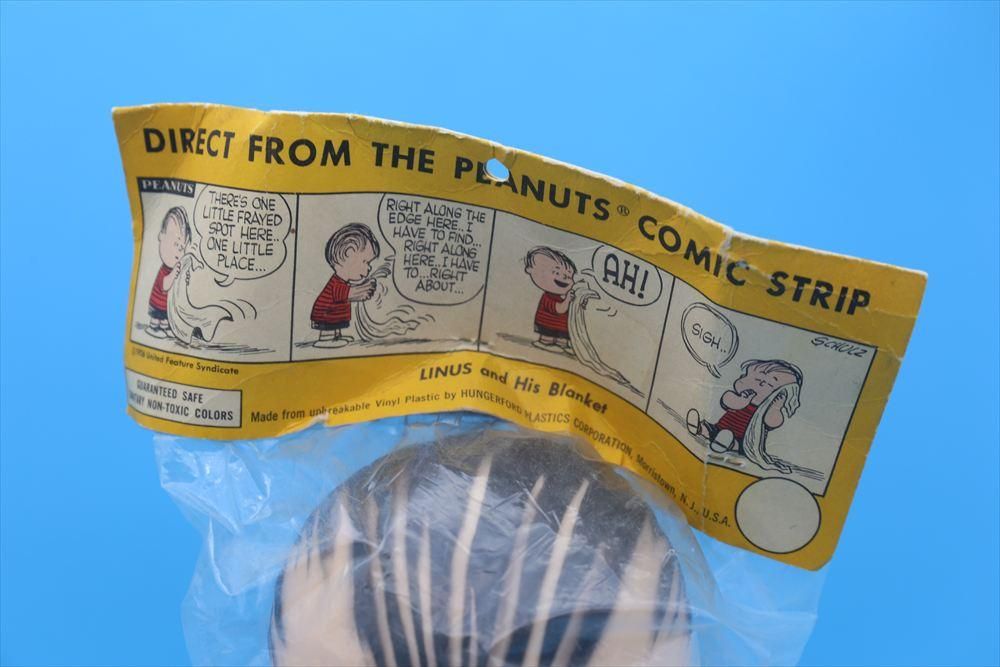 DIRECT FROM THE PEANUTS® COMIC STRIP
PEANUTS
THERE'S ONE
LITTLE FRAYED
SPOT HERE..
ONE LITTLE
PLACE...
RIGHT ALONG THE
EDGE HERE..I
HAVE TO FIND...
RIGHT ALONG
HERE..I HAVE
TO...RIGHT
ABOUT...
AH!
SIGH..
SCHULZ
©1956 United Feature Syndicate
LINUS and His Blanket
GUARANTEED SAFE
NON-TOXIC COLORS
Made from unbreakable Vinyl Plastic by HUNGERFORD PLASTICS CORPORATION, Morristown, N. J., U.S.A.